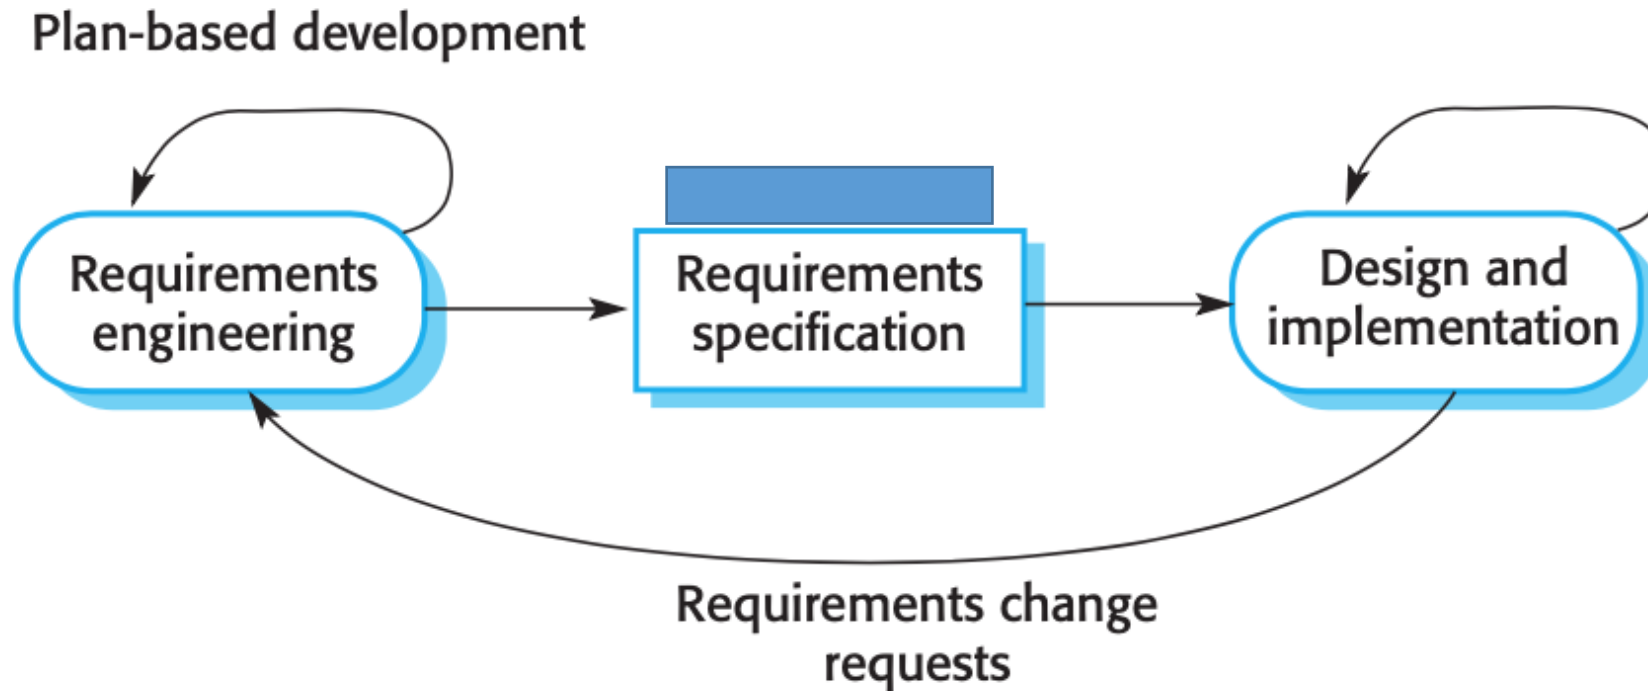 Plan-based development
Requirements
engineering
Requirements
specification
Design and
implementation
Requirements change
requests